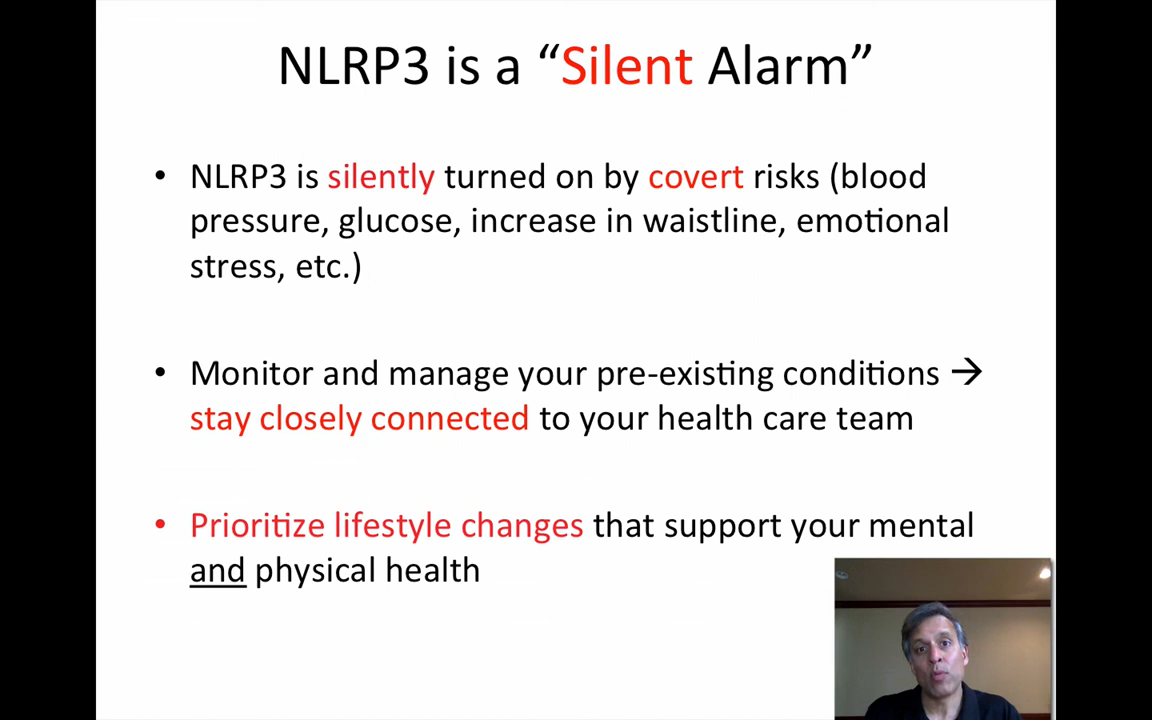 NLRP3 is a “Silent Alarm”
• NLRP3 is silently turned on by covert risks (blood
pressure, glucose, increase in waistline, emotional
stress, etc.)
• Monitor and manage your pre-existing conditions →
stay closely connected to your health care team
• Prioritize lifestyle changes that support your mental
and physical health